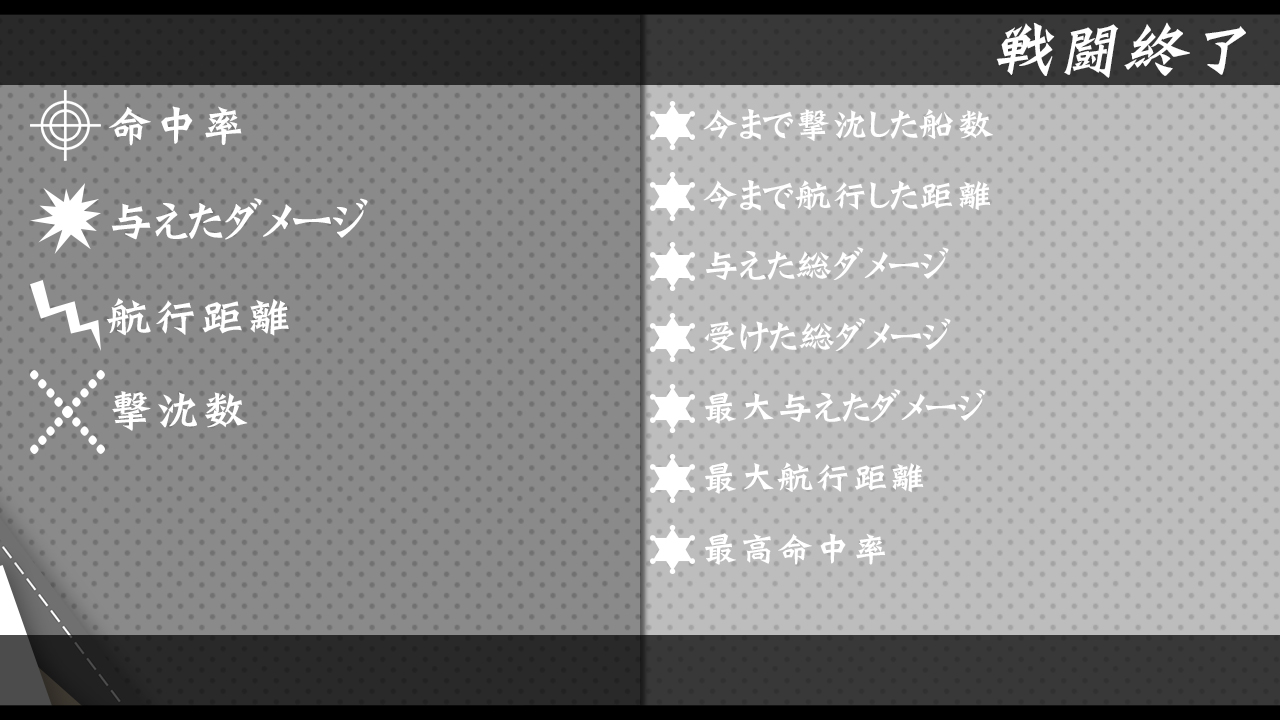 戦闘終了
命中率
与えたダメージ
航行距離
撃沈数
今まで撃沈した船数
今まで航行した距離
与えた総ダメージ
受けた総ダメージ
最大与えたダメージ
最大航行距離
最高命中率